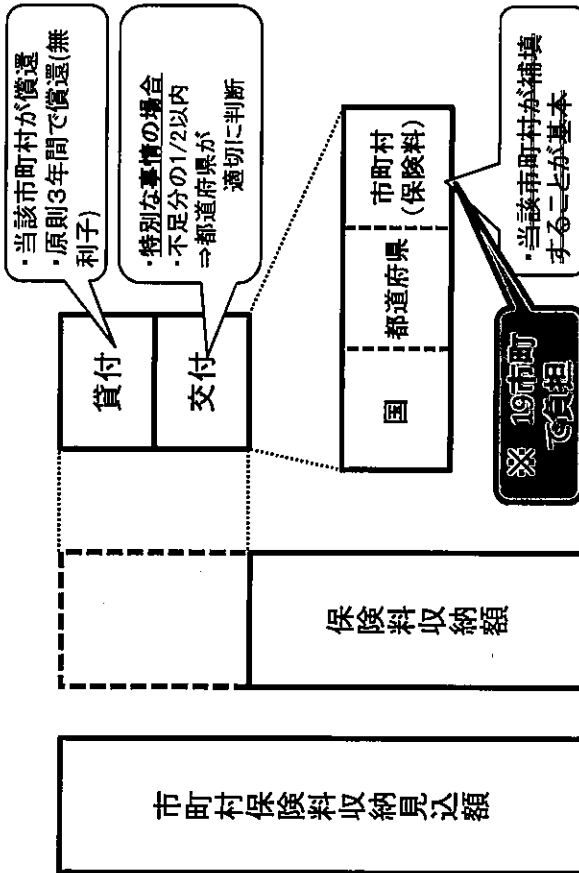 市町村保険料収納見込額
保険料収納額
貸付
交付
・当該市町村が償還
・原則3年間で償還(無
利子)
・特別な事情の場合
・不足分の1/2以内
⇒都道府県が
適切に判断
国
都道府県
市町村
(保険料)
・当該市町村が補填
することが基本
※ 19市町
で負担